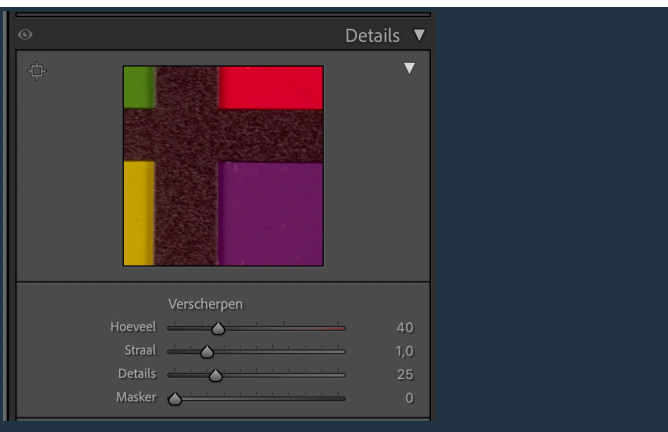 Details
Verscherpen
Hoeveel 40
Straal 1,0
Details 25
Masker 0